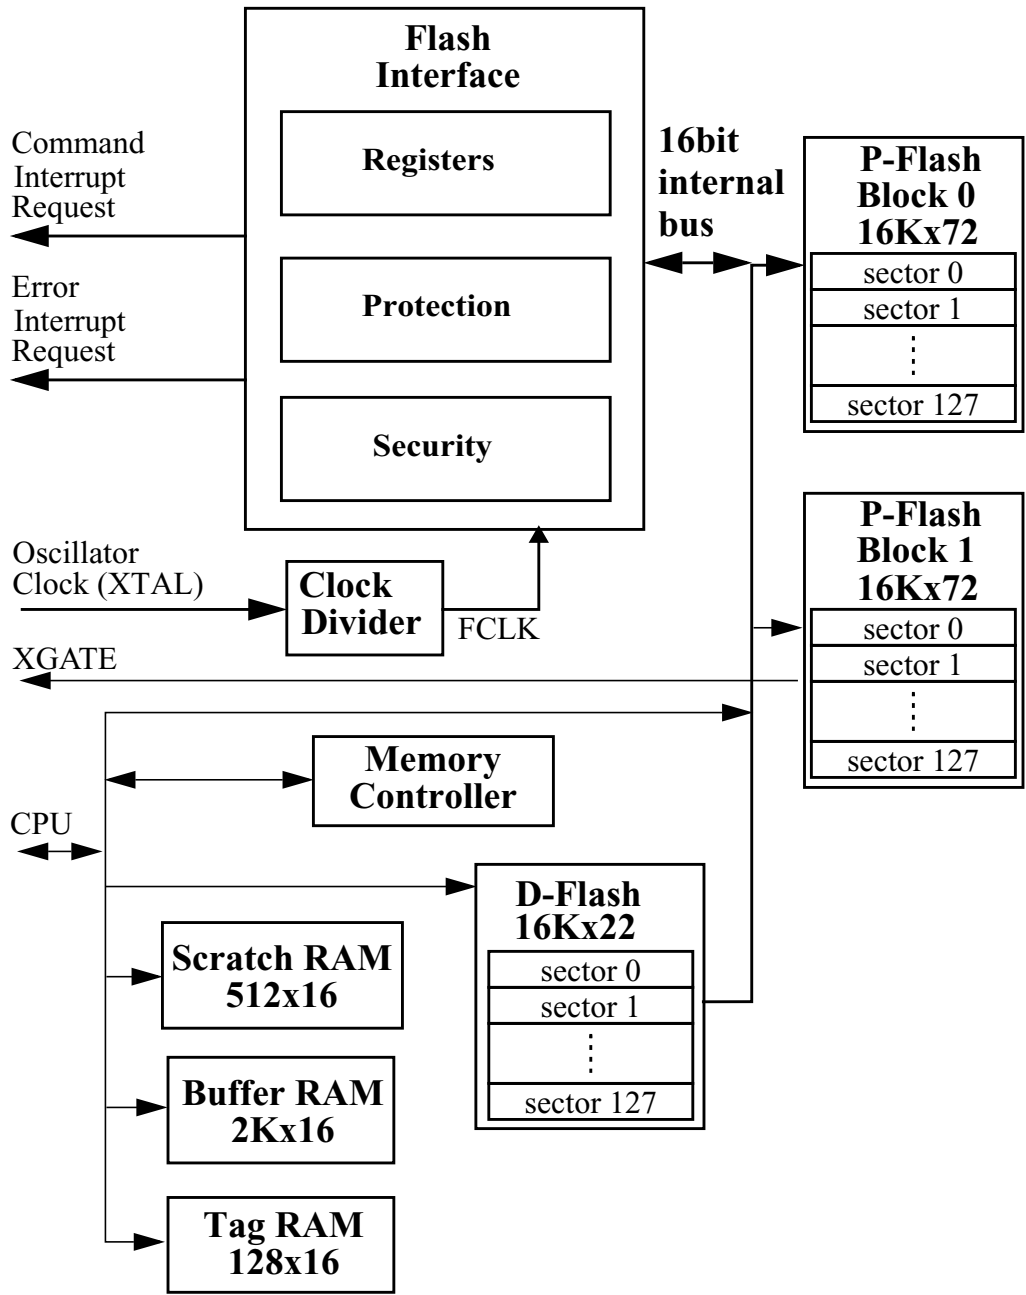 Flash
Interface
Registers
Protection
Security
Command
Interrupt
Request
Error
Interrupt
Request
16bit
internal
bus
P-Flash
Block 0
16Kx72
sector 0
sector 1
sector 127
Oscillator
Clock (XTAL)
Clock
Divider
FCLK
XGATE
P-Flash
Block 1
16Kx72
sector 0
sector 1
sector 127
Memory
Controller
CPU
D-Flash
16Kx22
sector 0
sector 1
sector 127
Scratch RAM
512x16
Buffer RAM
2Kx16
Tag RAM
128x16